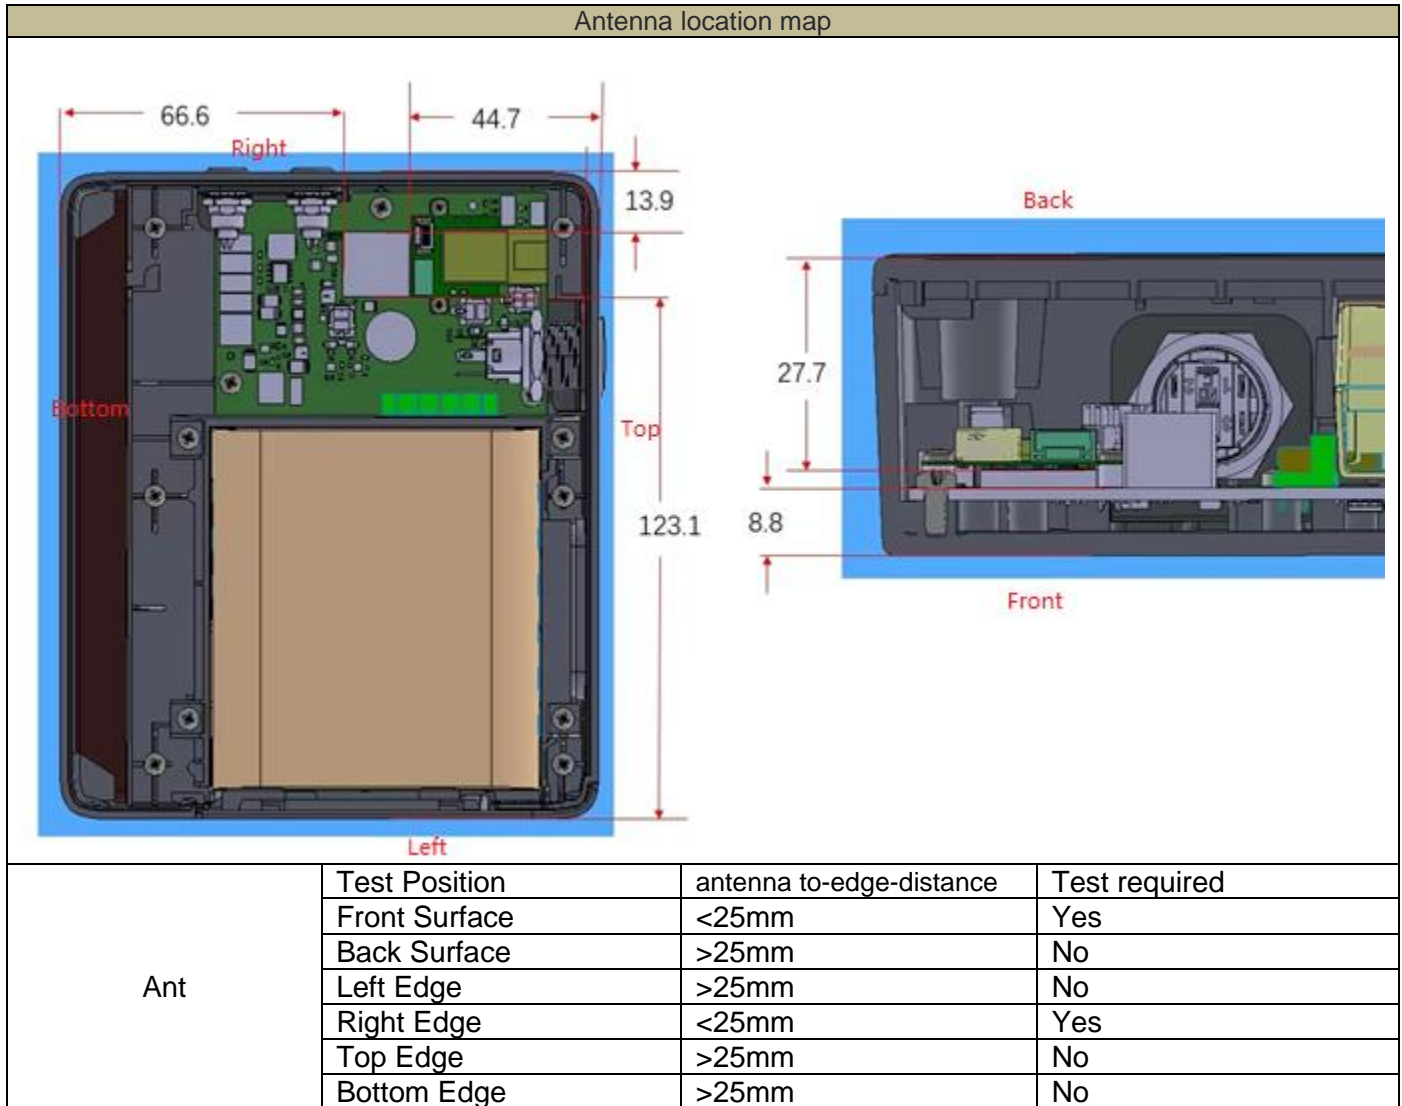 Antenna location map
66.6
44.7
Right
13.9
Back
27.7
Bottom
Top
123.1
8.8
Front
Left
Test Position antenna to-edge-distance Test required
Front Surface <25mm Yes
Back Surface >25mm No
Ant Left Edge >25mm No
Right Edge <25mm Yes
Top Edge >25mm No
Bottom Edge >25mm No